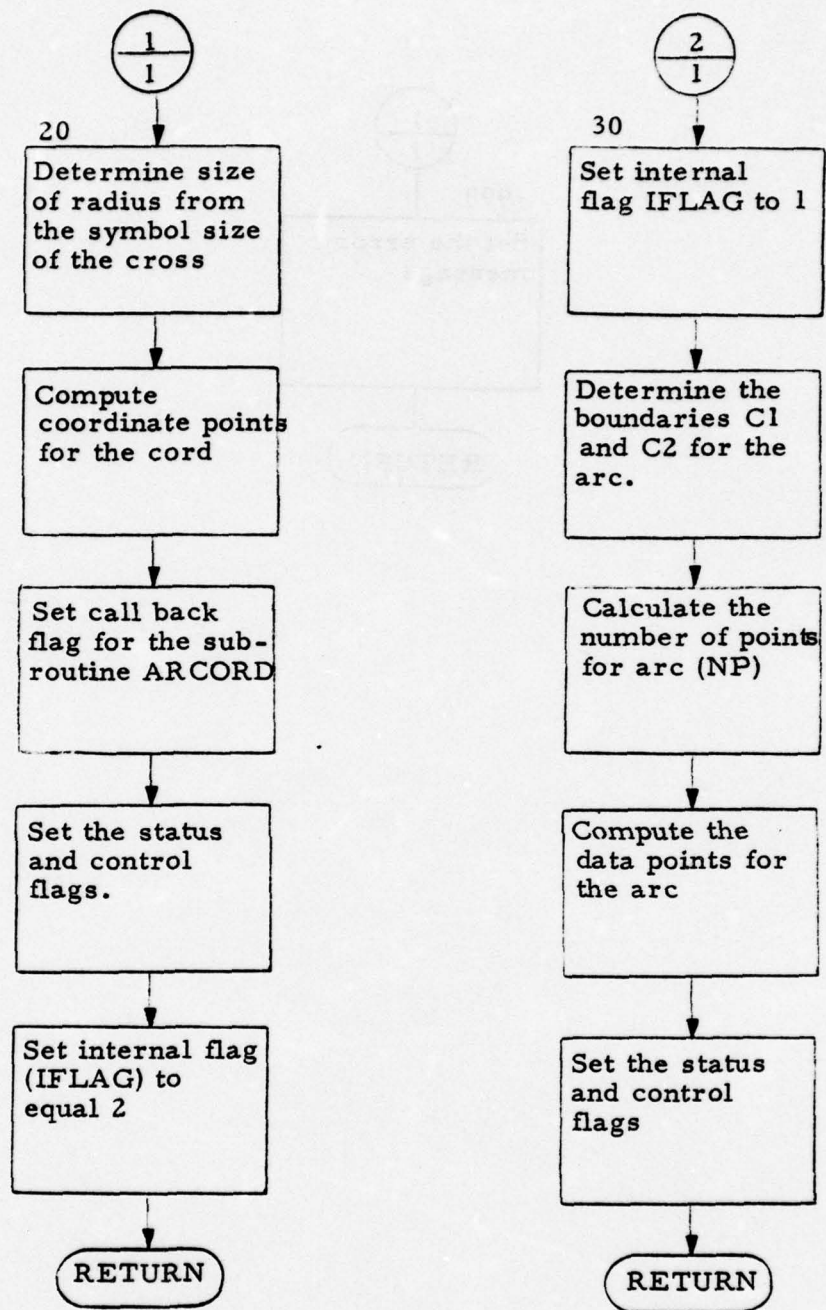 1
1
20
Determine size
of radius from
the symbol size
of the cross
Compute
coordinate points
for the cord
Set call back
flag for the sub-
routine ARCORD
Set the status
and control
flags.
Set internal flag
(IFLAG) to
equal 2
RETURN
2
1
30
Set internal
flag IFLAG to 1
Determine the
boundaries C1
and C2 for the
arc.
Calculate the
number of points
for arc (NP)
Compute the
data points for
the arc
Set the status
and control
flags
RETURN